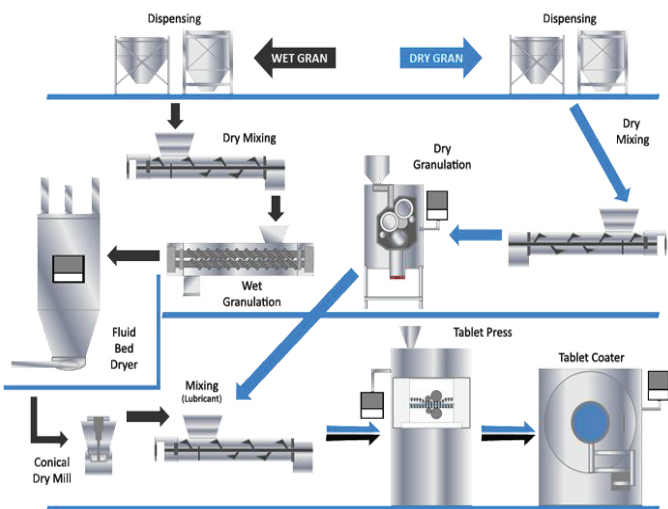 Dispensing
Dispensing
WET GRAN
DRY GRAN
Dry Mixing
Dry
Granulation
Dry
Mixing
Wet
Granulation
Fluid
Bed
Dryer
Mixing
(Lubricant)
Tablet Press
Tablet Coater
Conical
Dry Mill